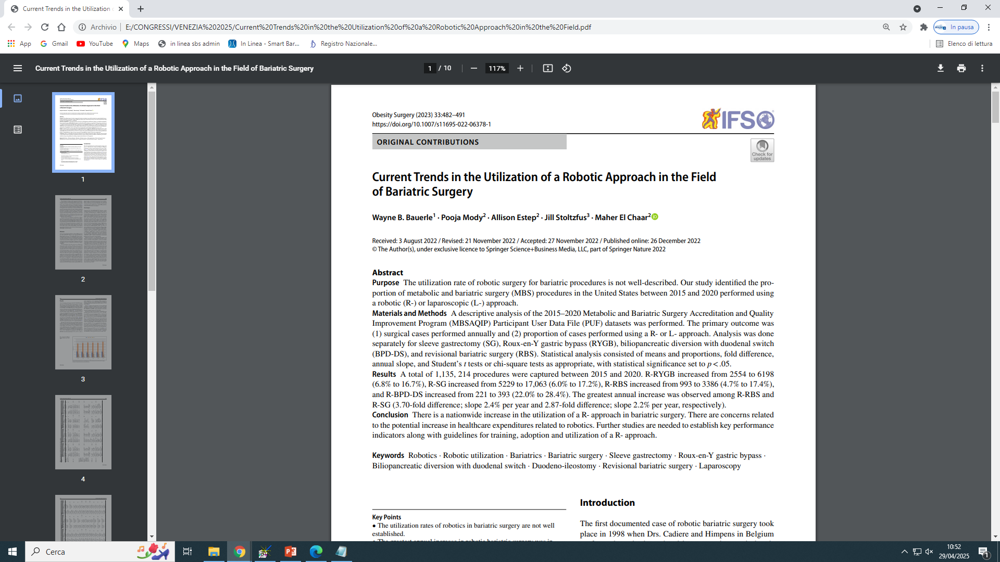 Current Trends in the Utilization
Archivio
E:/CONGRESSI/VENEZIA%202025/Current%20Trends%20in%20the%20Utilization%20of%20a%20Robotic%20Approach%20in%20the%20Field.pdf
In pausa
App
Gmail
YouTube
Maps
in linea sbs admin
In Linea - Smart Bar...
Registro Nazionale...
Elenco di lettura
Current Trends in the Utilization of a Robotic Approach in the Field of Bariatric Surgery
1 / 10
117%
1
2
3
4
Obesity Surgery (2023) 33:482–491
https://doi.org/10.1007/s11695-022-06378-1
IFSO
ORIGINAL CONTRIBUTIONS
Check for
updates
Current Trends in the Utilization of a Robotic Approach in the Field
of Bariatric Surgery
Wayne B. Bauerle1 · Pooja Mody2 · Allison Estep2 · Jill Stoltzfus3 · Maher El Chaar2
Received: 3 August 2022 / Revised: 21 November 2022 / Accepted: 27 November 2022 / Published online: 26 December 2022
© The Author(s), under exclusive licence to Springer Science+Business Media, LLC, part of Springer Nature 2022
Abstract
Purpose The utilization rate of robotic surgery for bariatric procedures is not well-described. Our study identified the pro-
portion of metabolic and bariatric surgery (MBS) procedures in the United States between 2015 and 2020 performed using
a robotic (R-) or laparoscopic (L-) approach.
Materials and Methods A descriptive analysis of the 2015–2020 Metabolic and Bariatric Surgery Accreditation and Quality
Improvement Program (MBSAQIP) Participant User Data File (PUF) datasets was performed. The primary outcome was
(1) surgical cases performed annually and (2) proportion of cases performed using a R- or L- approach. Analysis was done
separately for sleeve gastrectomy (SG), Roux-en-Y gastric bypass (RYGB), biliopancreatic diversion with duodenal switch
(BPD-DS), and revisional bariatric surgery (RBS). Statistical analysis consisted of means and proportions, fold difference,
annual slope, and Student's t tests or chi-square tests as appropriate, with statistical significance set to p < .05.
Results A total of 1,135, 214 procedures were captured between 2015 and 2020. R-RYGB increased from 2554 to 6198
(6.8% to 16.7%), R-SG increased from 5229 to 17,063 (6.0% to 17.2%), R-RBS increased from 993 to 3386 (4.7% to 17.4%),
and R-BPD-DS increased from 221 to 393 (22.0% to 28.4%). The greatest annual increase was observed among R-RBS and
R-SG (3.70-fold difference; slope 2.4% per year and 2.87-fold difference; slope 2.2% per year, respectively).
Conclusion There is a nationwide increase in the utilization of a R- approach in bariatric surgery. There are concerns related
to the potential increase in healthcare expenditures related to robotics. Further studies are needed to establish key performance
indicators along with guidelines for training, adoption and utilization of a R- approach.
Keywords Robotics · Robotic utilization · Bariatrics · Bariatric surgery · Sleeve gastrectomy · Roux-en-Y gastric bypass ·
Biliopancreatic diversion with duodenal switch · Duodeno-ileostomy · Revisional bariatric surgery · Laparoscopy
Key Points
● The utilization rates of robotics in bariatric surgery are not well
established.
Introduction
The first documented case of robotic bariatric surgery took
place in 1998 when Drs. Cadiere and Himpens in Belgium
Cerca
10:52
29/04/2025
1